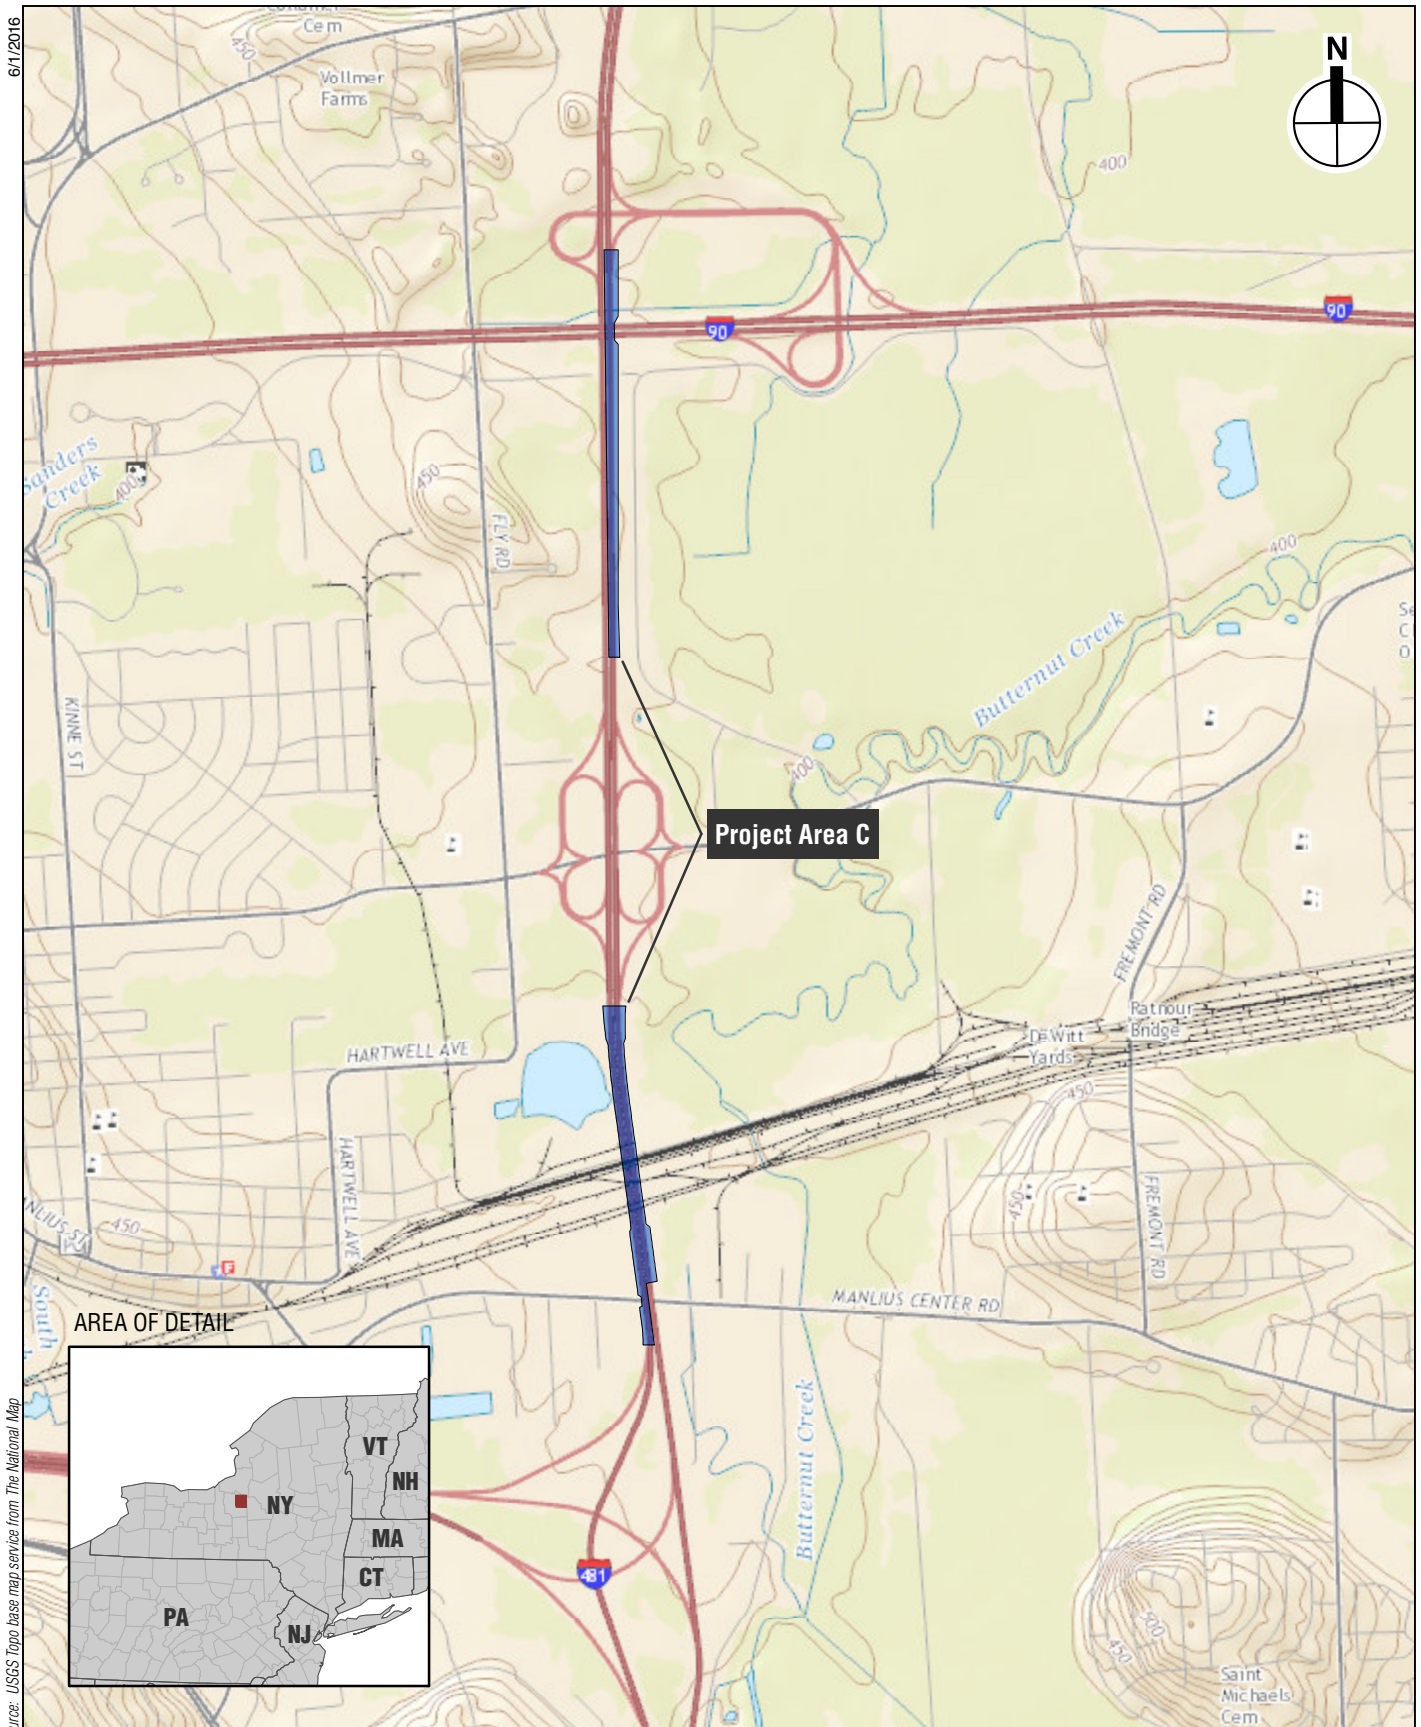 6/1/2016
Cem
450
Vollmer
Farms
N
400
90
90
Sanders
Creek
400
450
FLY RD
400
Butternut Creek
KINNE ST
400
Project Area C
FREMONT RD
Ratnour
Bridge
DeWitt
Yards
HARTWELL AVE
450
HARTWELL AVE
450
FREMONT RD
NLIUS ST
450
F
MANLIUS CENTER RD
South
AREA OF DETAIL
VT
NH
NY
MA
CT
PA
NJ
Butternut Creek
481
500
450
Saint
Michaels
Cem
urce: USGS Topo base map service from The National Map